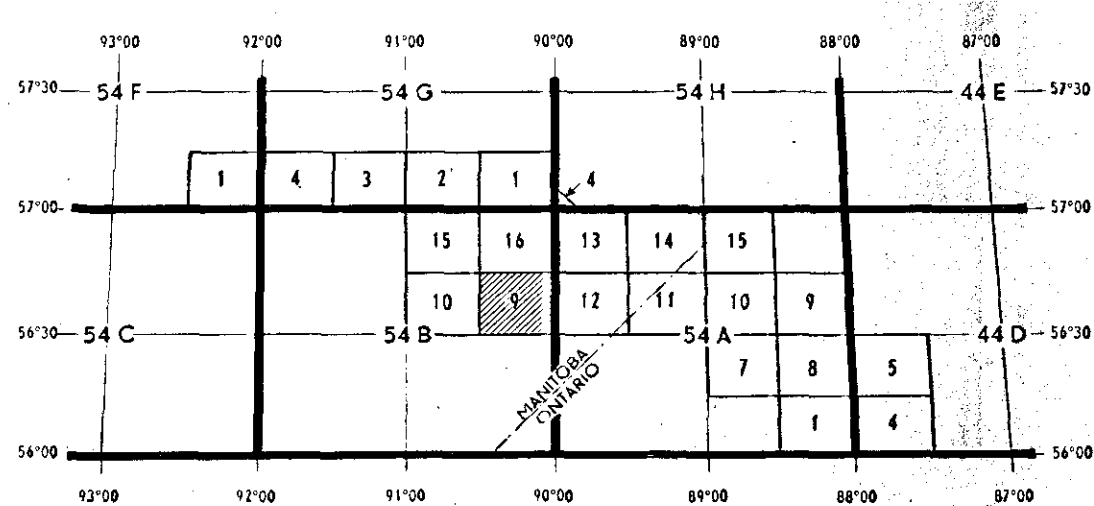 93°00 92°00 91°00 90°00 89°00 88°00 87°00
57°30 54 F 54 G 54 H 44 E 57°30
1 4 3 2 1 4
57°00 57°00
15 16 13 14 15
10 9 12 11 10 9
56°30 54 C 54 B 54 A 44 D 56°30
7 8 5
MANITOBA
ONTARIO
1 4
56°00 56°00
93°00 92°00 91°00 90°00 89°00 88°00 87°00